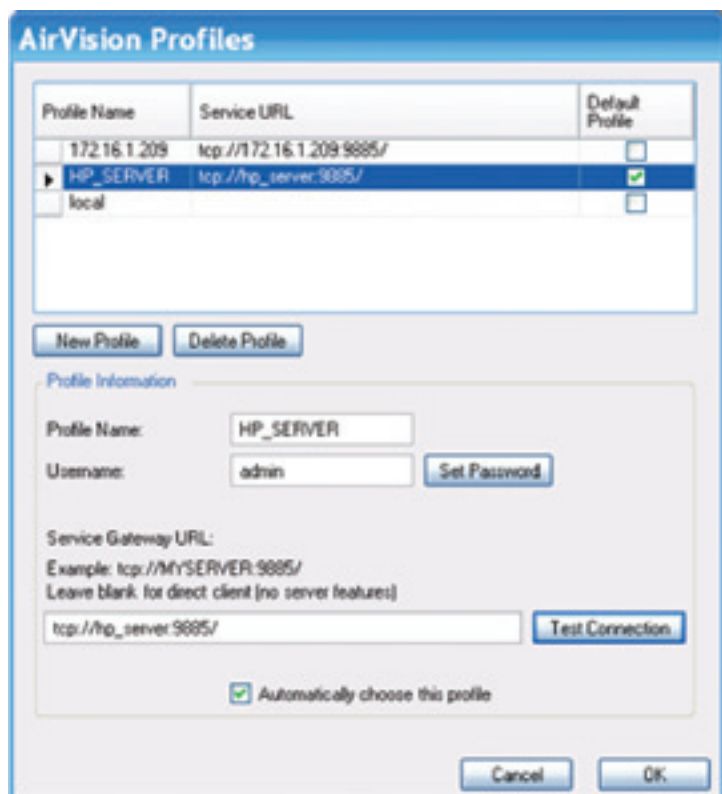 AirVision Profiles
Profile Name Service URL Default Profile
172.16.1.209 tcp://172.16.1.209:9885/
HP_SERVER tcp://hp_server:9885/
local
New Profile Delete Profile
Profile Information
Profile Name: HP_SERVER
Username: admin Set Password
Service Gateway URL:
Example: tcp://MYSERVER:9885/
Leave blank for direct client (no server features)
tcp://hp_server:9885/ Test Connection
Automatically choose this profile
Cancel OK